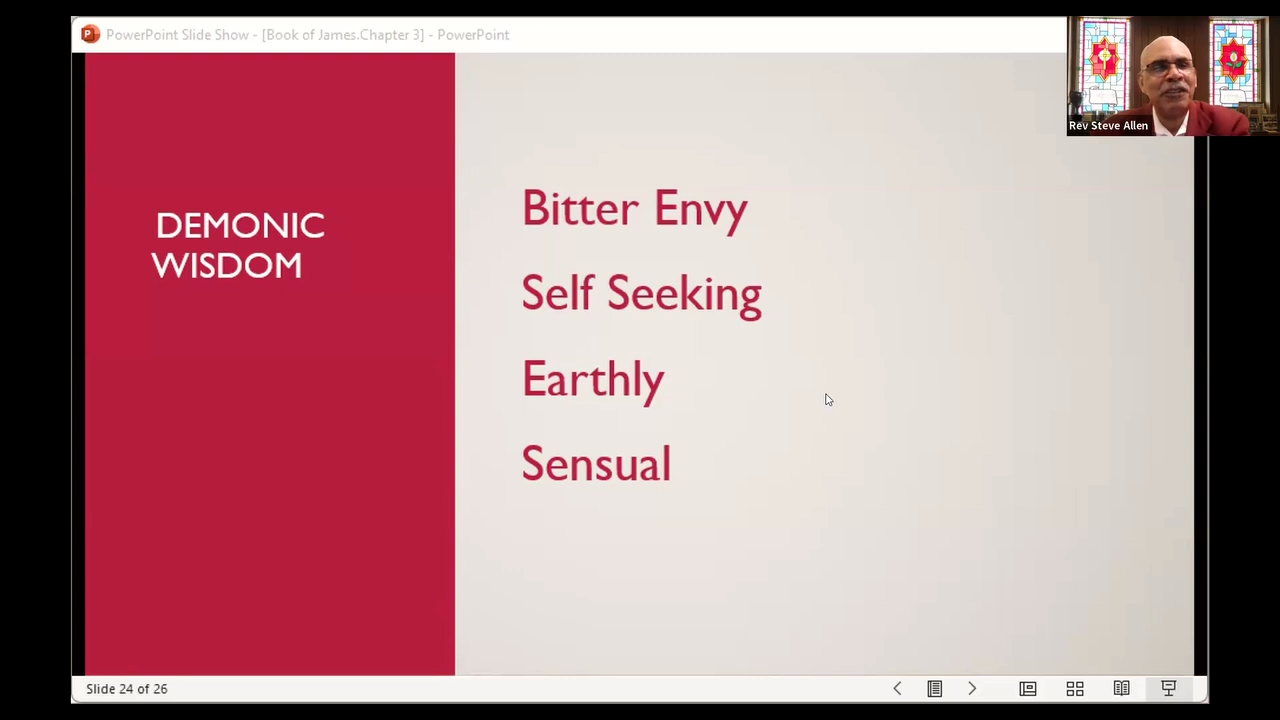 PowerPoint Slide Show - [Book of James.Chapter 3] - PowerPoint
Rev Steve Allen
DEMONIC
WISDOM
Bitter Envy
Self Seeking
Earthly
Sensual
Slide 24 of 26